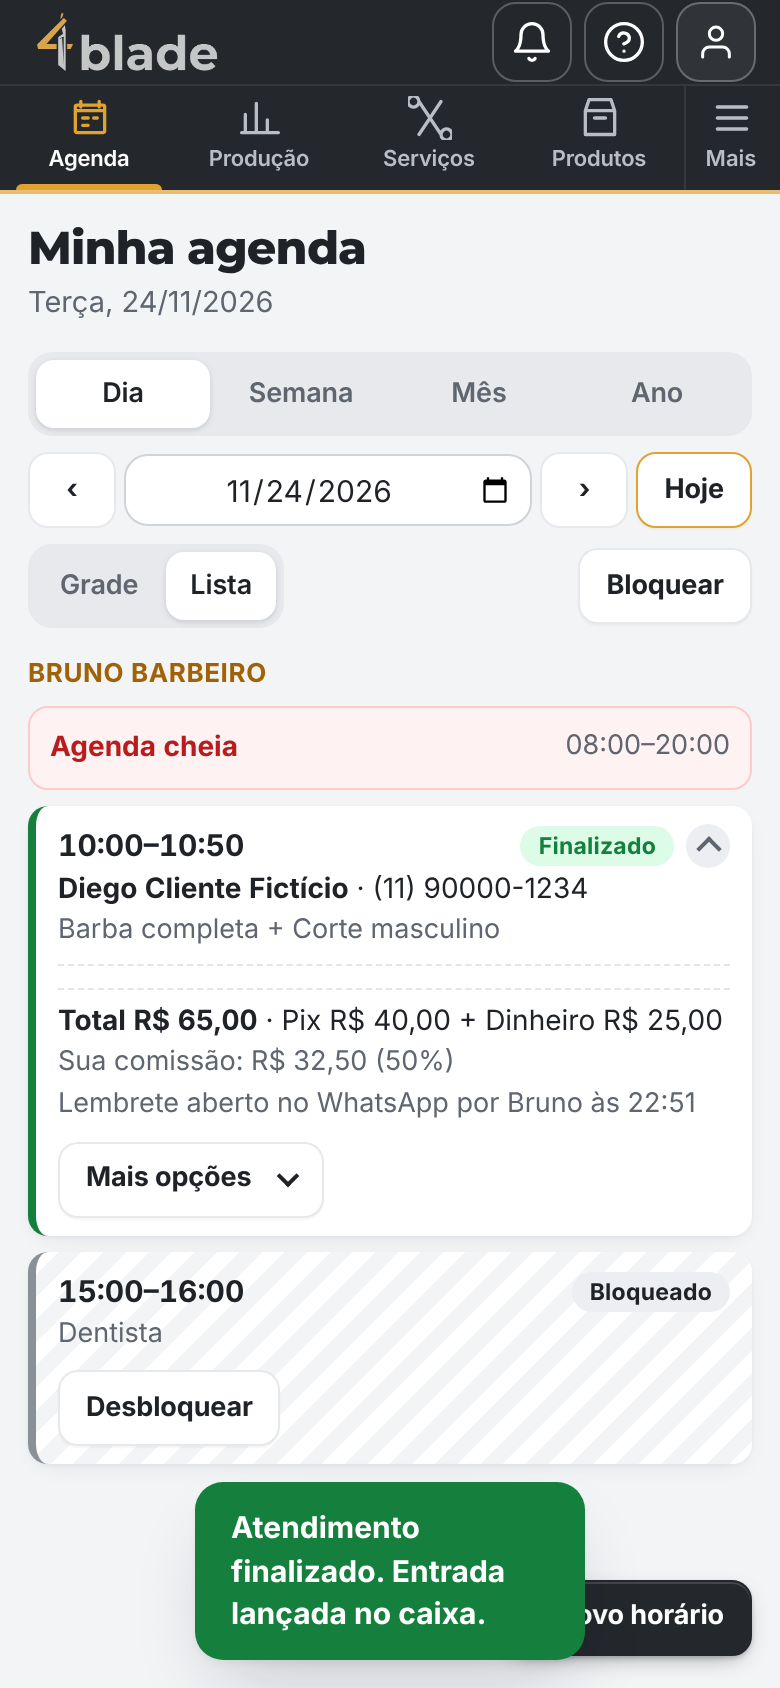 4blade
Agenda
Produção
Serviços
Produtos
Mais
Minha agenda
Terça, 24/11/2026
Dia
Semana
Mês
Ano
‹
11/24/2026
›
Hoje
Grade
Lista
Bloquear
BRUNO BARBEIRO
Agenda cheia
08:00–20:00
10:00–10:50
Finalizado
Diego Cliente Fictício · (11) 90000-1234
Barba completa + Corte masculino
Total R$ 65,00 · Pix R$ 40,00 + Dinheiro R$ 25,00
Sua comissão: R$ 32,50 (50%)
Lembrete aberto no WhatsApp por Bruno às 22:51
Mais opções
15:00–16:00
Bloqueado
Dentista
Desbloquear
Atendimento
finalizado. Entrada
lançada no caixa.
horário